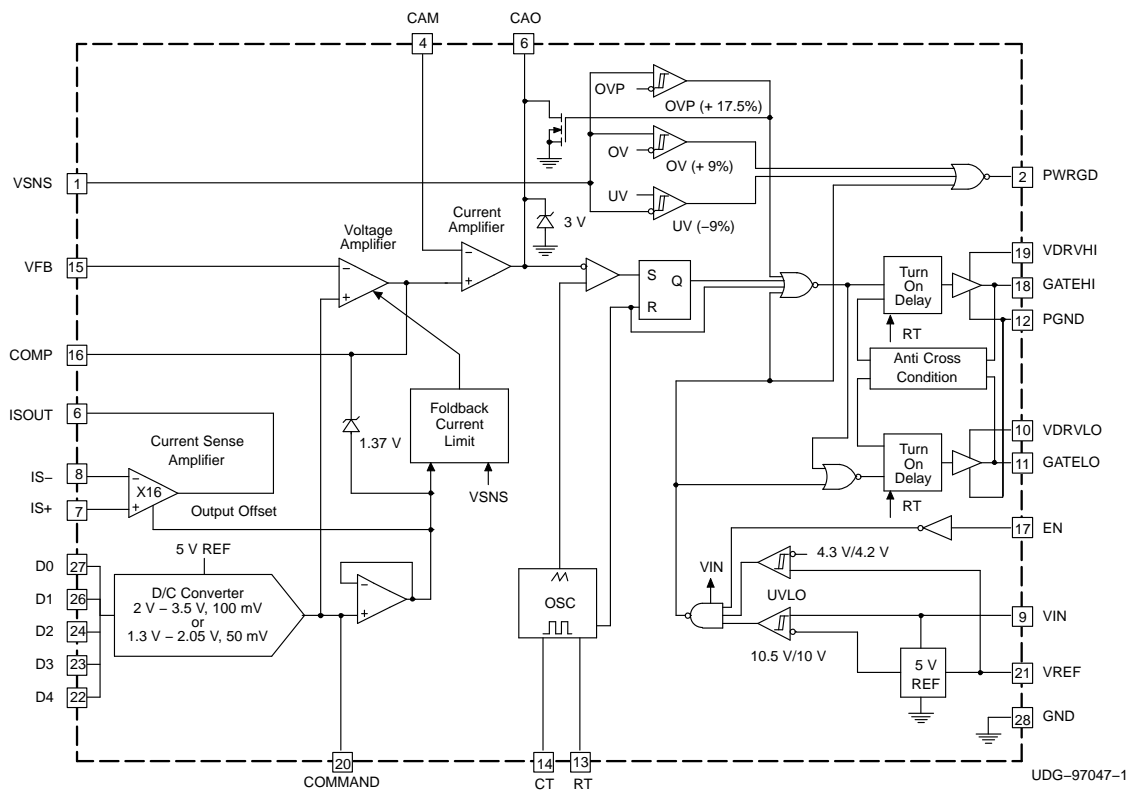 CAM
CAO
4
6
OVP
OVP (+ 17.5%)
OV
OV (+ 9%)
UV
UV (–9%)
VSNS
1
2
PWRGD
3 V
Current
Amplifier
Voltage
Amplifier
VFB
15
–
+
–
+
S
Q
R
Turn
On
Delay
RT
19
VDRVHI
18
GATEHI
12
PGND
COMP
16
Anti Cross
Condition
ISOUT
6
1.37 V
Foldback
Current
Limit
VSNS
Current Sense
Amplifier
IS–
8
IS+
7
–
X16
+
Output Offset
Turn
On
Delay
RT
10
VDRVLO
11
GATELO
17
EN
5 V REF
D0
27
D1
26
D2
24
D3
23
D4
22
D/C Converter
2 V – 3.5 V, 100 mV
or
1.3 V – 2.05 V, 50 mV
–
+
OSC
VIN
4.3 V/4.2 V
UVLO
10.5 V/10 V
5 V
REF
9
VIN
21
VREF
28
GND
20
COMMAND
14
CT
13
RT
UDG–97047–1